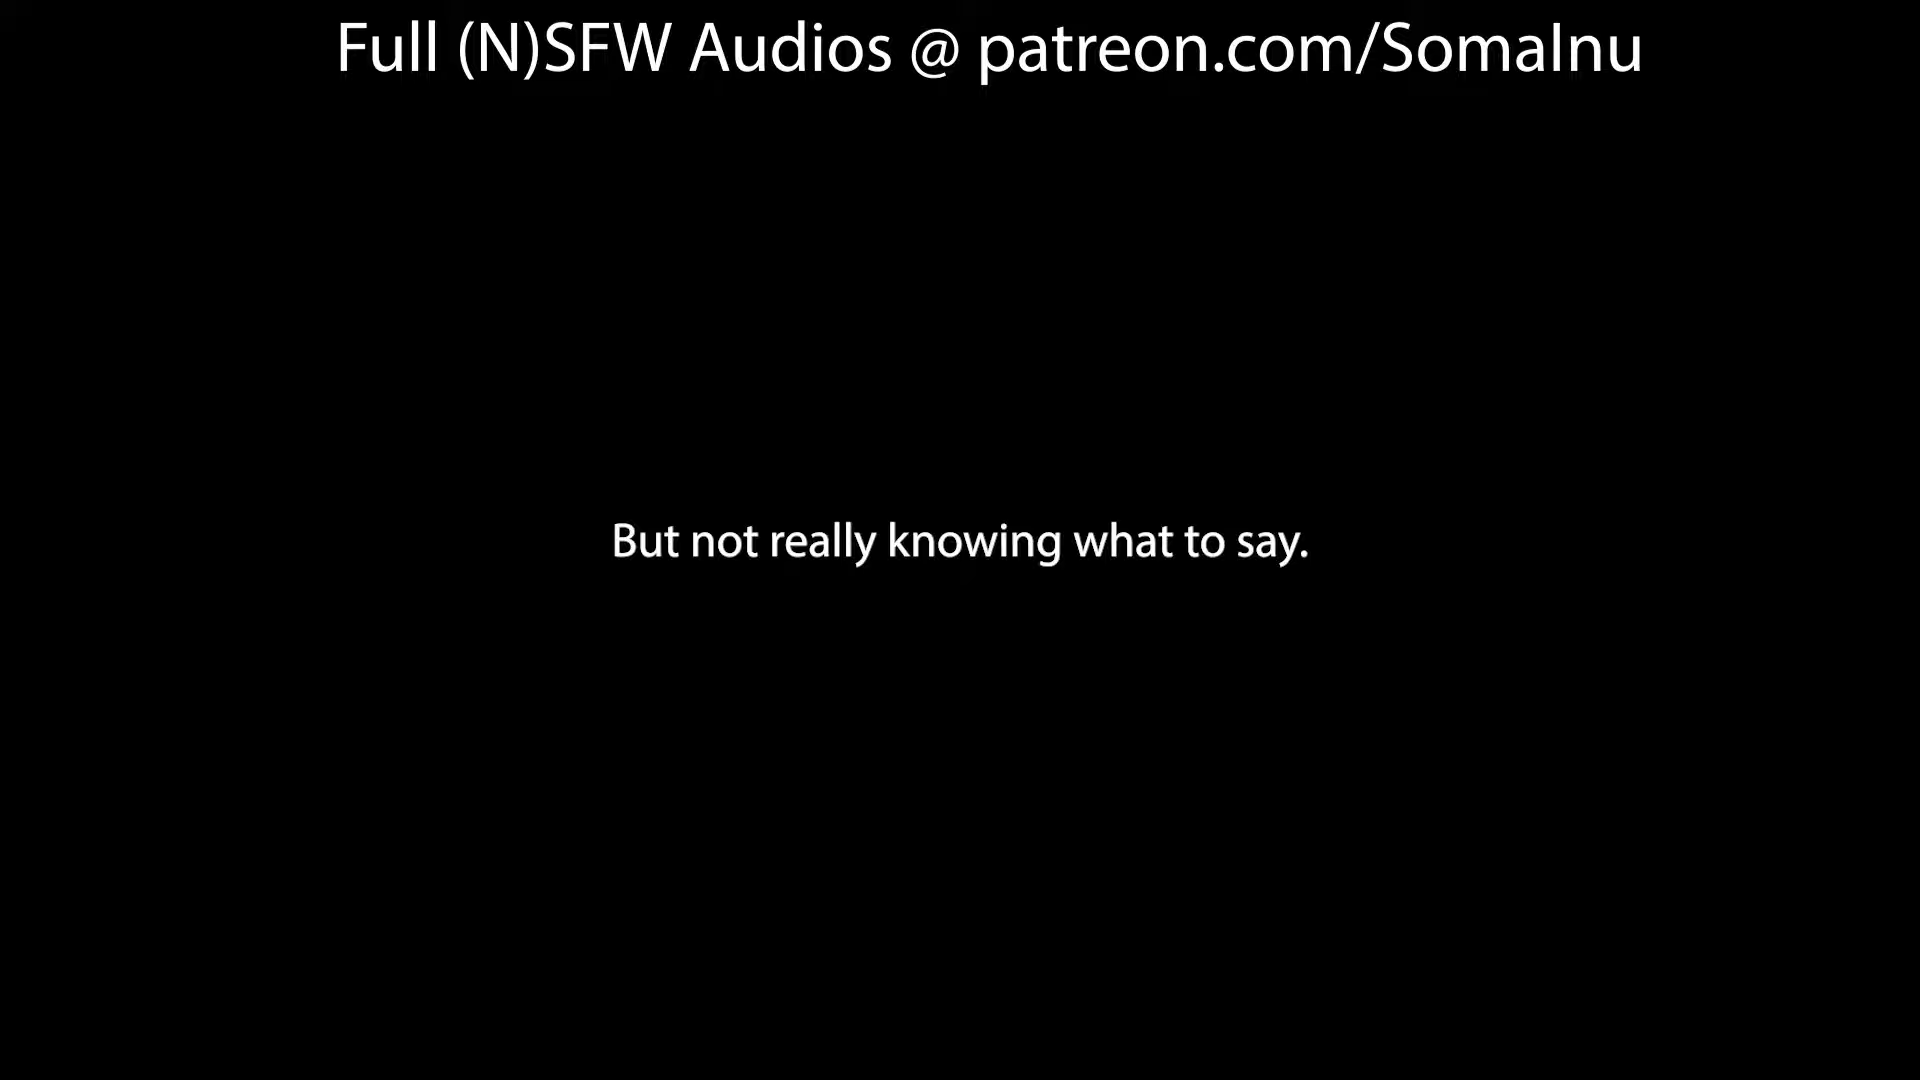 Full (N)SFW Audios @ patreon.com/SomaInu
But not really knowing what to say.